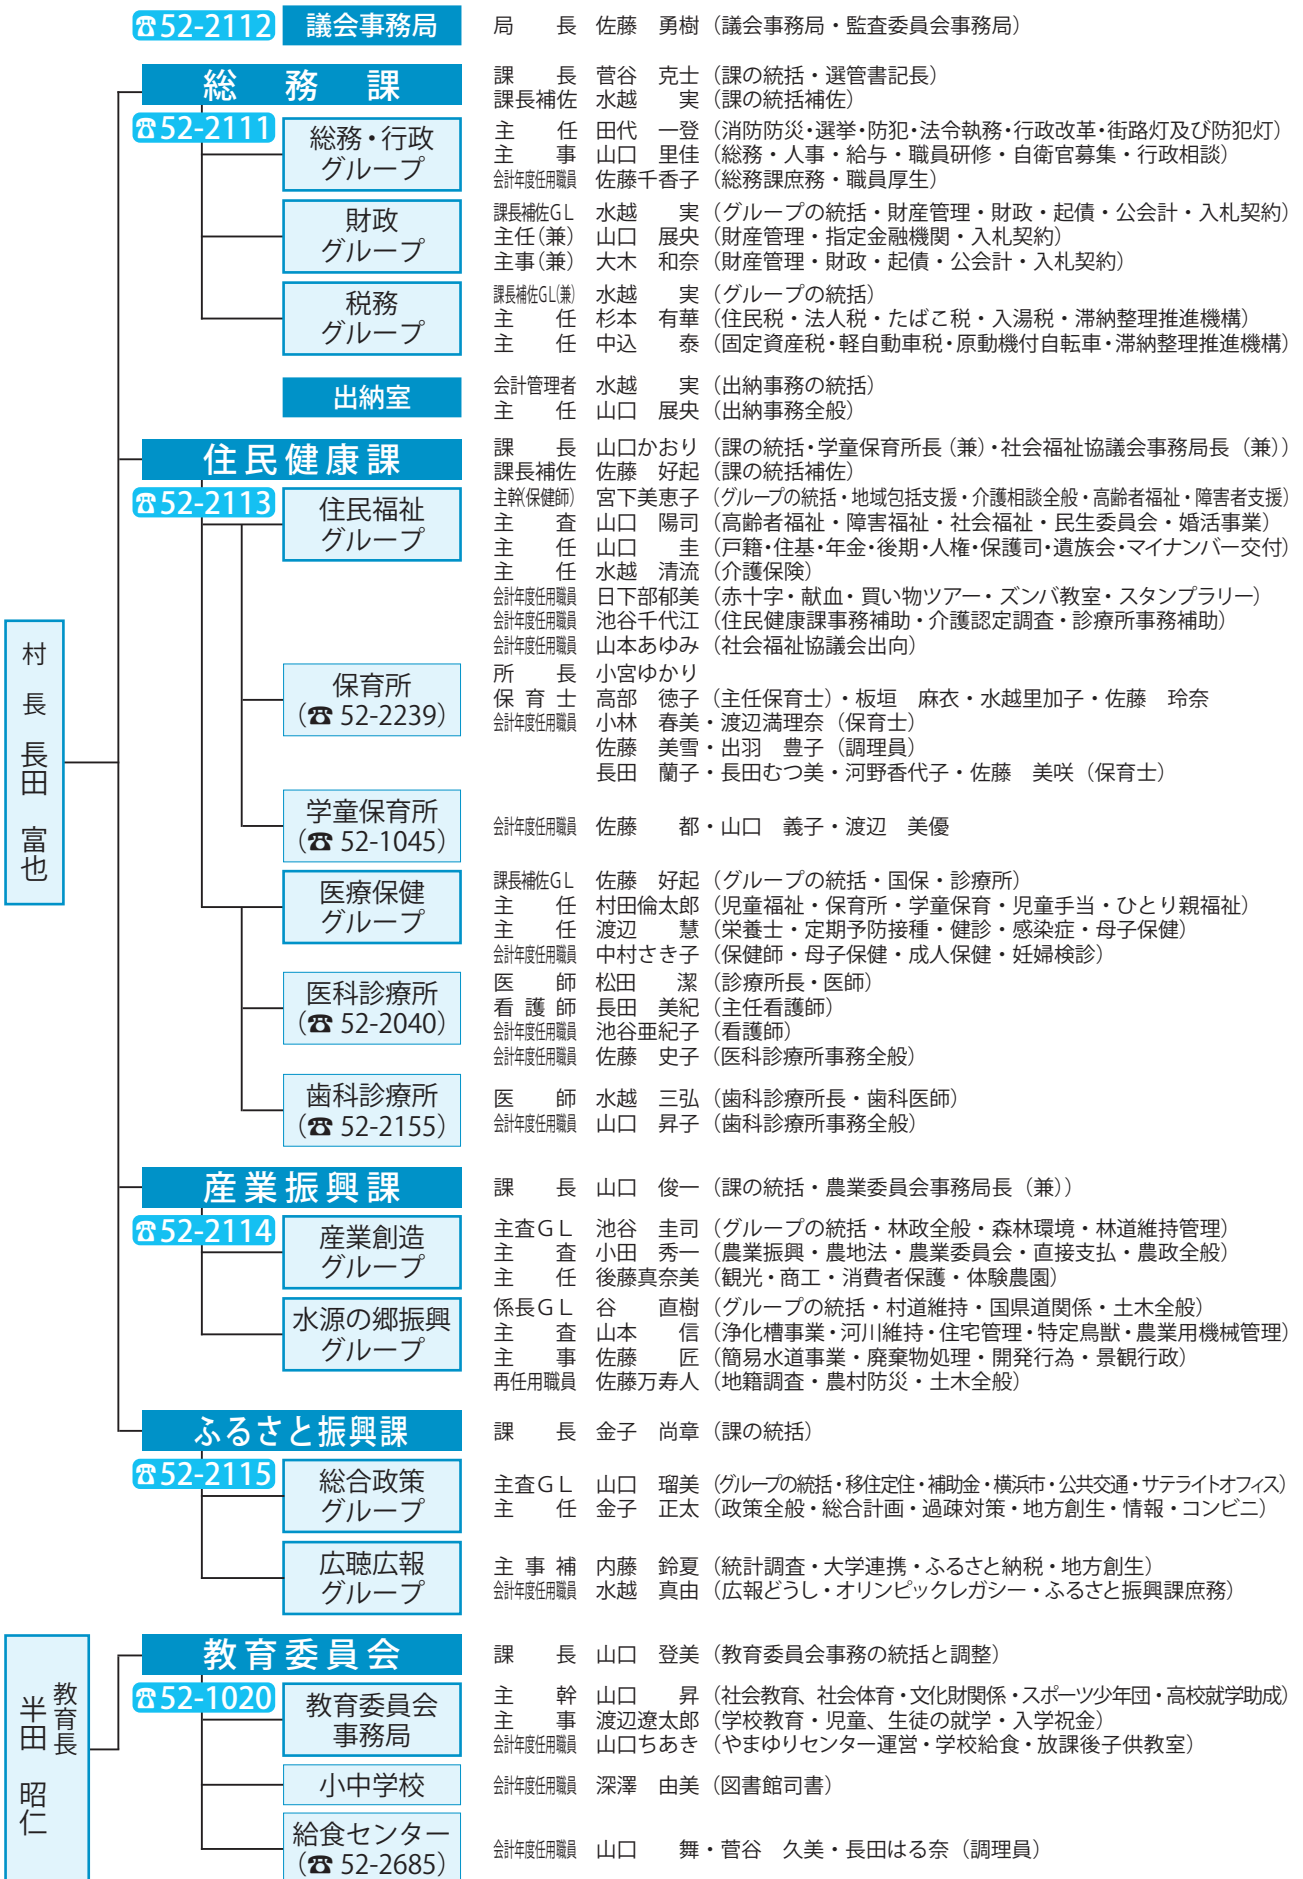 ☎52-2112 議会事務局 局　　長 佐藤　勇樹（議会事務局・監査委員会事務局）
総務課 課　　長 菅谷　克士（課の統括・選管書記長）
課長補佐 水越　　実（課の統括補佐）
☎52-2111
総務・行政
グループ
主　　任 田代　一登（消防防災・選挙・防犯・法令執務・行政改革・街路灯及び防犯灯）
主　　事 山口　里佳（総務・人事・給与・職員研修・自衛官募集・行政相談）
会計年度任用職員 佐藤千香子（総務課庶務・職員厚生）
財政
グループ
課長補佐ＧＬ 水越　　実（グループの統括・財産管理・財政・起債・公会計・入札契約）
主任（兼） 山口　展央（財産管理・指定金融機関・入札契約）
主事（兼） 大木　和奈（財産管理・財政・起債・公会計・入札契約）
税務
グループ
課長補佐GL（兼） 水越　　実（グループの統括）
主　　任 杉本　有華（住民税・法人税・たばこ税・入湯税・滞納整理推進機構）
主　　任 中込　　泰（固定資産税・軽自動車税・原動機付自転車・滞納整理推進機構）
出納室
会計管理者 水越　　実（出納事務の統括）
主　　任 山口　展央（出納事務全般）
住民健康課 課　　長 山口かおり（課の統括・学童保育所長（兼）・社会福祉協議会事務局長（兼））
課長補佐 佐藤　好起（課の統括補佐）
☎52-2113
住民福祉
グループ
主幹（保健師） 宮下美恵子（グループの統括・地域包括支援・介護相談全般・高齢者福祉・障害者支援）
主　　査 山口　陽司（高齢者福祉・障害福祉・社会福祉・民生委員会・婚活事業）
主　　任 山口　　圭（戸籍・住基・年金・後期・人権・保護司・遺族会・マイナンバー交付）
主　　任 水越　清流（介護保険）
会計年度任用職員 日下部郁美（赤十字・献血・買い物ツアー・ズンバ教室・スタンプラリー）
会計年度任用職員 池谷千代江（住民健康課事務補助・介護認定調査・診療所事務補助）
会計年度任用職員 山本あゆみ（社会福祉協議会出向）
村長 長田　富也
保育所
（☎ 52-2239）
所　　長 小宮ゆかり
保 育 士 高部　徳子（主任保育士）・板垣　麻衣・水越里加子・佐藤　玲奈
会計年度任用職員 小林　春美・渡辺満理奈（保育士）
佐藤　美雪・出羽　豊子（調理員）
長田　蘭子・長田むつ美・河野香代子・佐藤　美咲（保育士）
学童保育所
（☎ 52-1045）
会計年度任用職員 佐藤　　都・山口　義子・渡辺　美優
医療保健
グループ
課長補佐ＧＬ 佐藤　好起（グループの統括・国保・診療所）
主　　任 村田倫太郎（児童福祉・保育所・学童保育・児童手当・ひとり親福祉）
主　　任 渡辺　　慧（栄養士・定期予防接種・健診・感染症・母子保健）
会計年度任用職員 中村さき子（保健師・母子保健・成人保健・妊婦検診）
医科診療所
（☎ 52-2040）
医　　師 松田　　潔（診療所長・医師）
看 護 師 長田　美紀（主任看護師）
会計年度任用職員 池谷亜紀子（看護師）
会計年度任用職員 佐藤　史子（医科診療所事務全般）
歯科診療所
（☎ 52-2155）
医　　師 水越　三弘（歯科診療所長・歯科医師）
会計年度任用職員 山口　昇子（歯科診療所事務全般）
産業振興課 課　　長 山口　俊一（課の統括・農業委員会事務局長（兼））
☎52-2114
産業創造
グループ
主査ＧＬ 池谷　圭司（グループの統括・林政全般・森林環境・林道維持管理）
主　　査 小田　秀一（農業振興・農地法・農業委員会・直接支払・農政全般）
主　　任 後藤真奈美（観光・商工・消費者保護・体験農園）
水源の郷振興
グループ
係長ＧＬ 谷　　直樹（グループの統括・村道維持・国県道関係・土木全般）
主　　査 山本　　信（浄化槽事業・河川維持・住宅管理・特定鳥獣・農業用機械管理）
主　　事 佐藤　　匠（簡易水道事業・廃棄物処理・開発行為・景観行政）
再任用職員 佐藤万寿人（地籍調査・農村防災・土木全般）
ふるさと振興課 課　　長 金子　尚章（課の統括）
☎52-2115
総合政策
グループ
主査ＧＬ 山口　瑠美（グループの統括・移住定住・補助金・横浜市・公共交通・サテライトオフィス）
主　　任 金子　正太（政策全般・総合計画・過疎対策・地方創生・情報・コンビニ）
広聴広報
グループ
主 事 補 内藤　鈴夏（統計調査・大学連携・ふるさと納税・地方創生）
会計年度任用職員 水越　真由（広報どうし・オリンピックレガシー・ふるさと振興課庶務）
教育長 半田　昭仁
教育委員会 課　　長 山口　登美（教育委員会事務の統括と調整）
☎52-1020
教育委員会
事務局
主　　幹 山口　　昇（社会教育、社会体育・文化財関係・スポーツ少年団・高校就学助成）
主　　事 渡辺遼太郎（学校教育・児童、生徒の就学・入学祝金）
会計年度任用職員 山口ちあき（やまゆりセンター運営・学校給食・放課後子供教室）
小中学校 会計年度任用職員 深澤　由美（図書館司書）
給食センター
（☎ 52-2685）
会計年度任用職員 山口　　舞・菅谷　久美・長田はる奈（調理員）